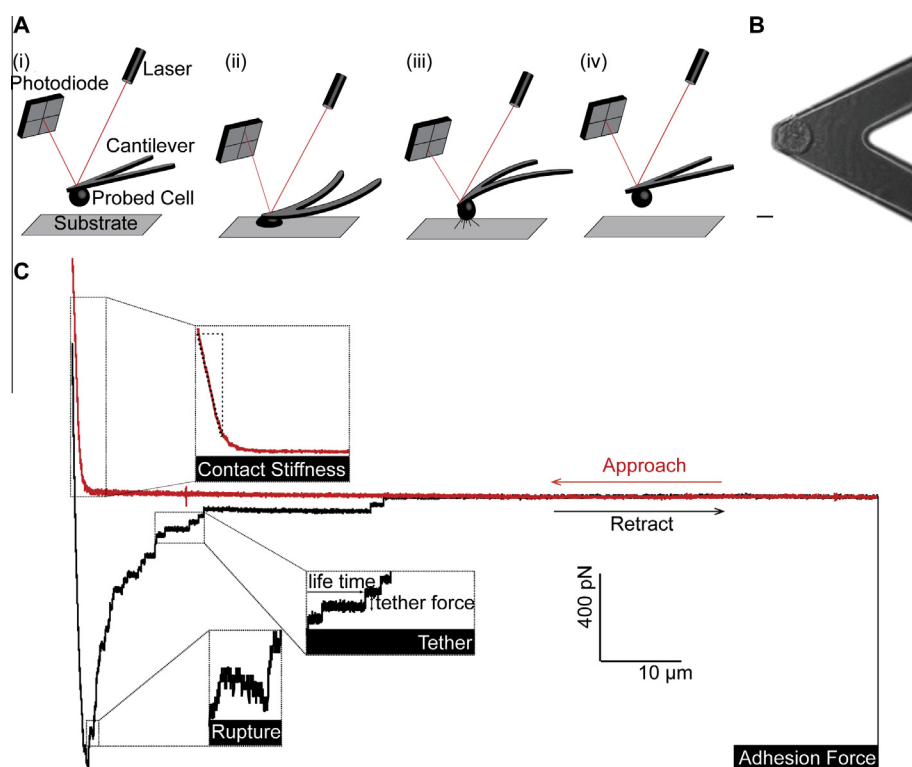 A
B
(i)
(ii)
(iii)
(iv)
Photodiode
Laser
Cantilever
Probed Cell
Substrate
C
Contact Stiffness
Approach
Retract
life time
tether force
Tether
400 pN
10 µm
Rupture
Adhesion Force